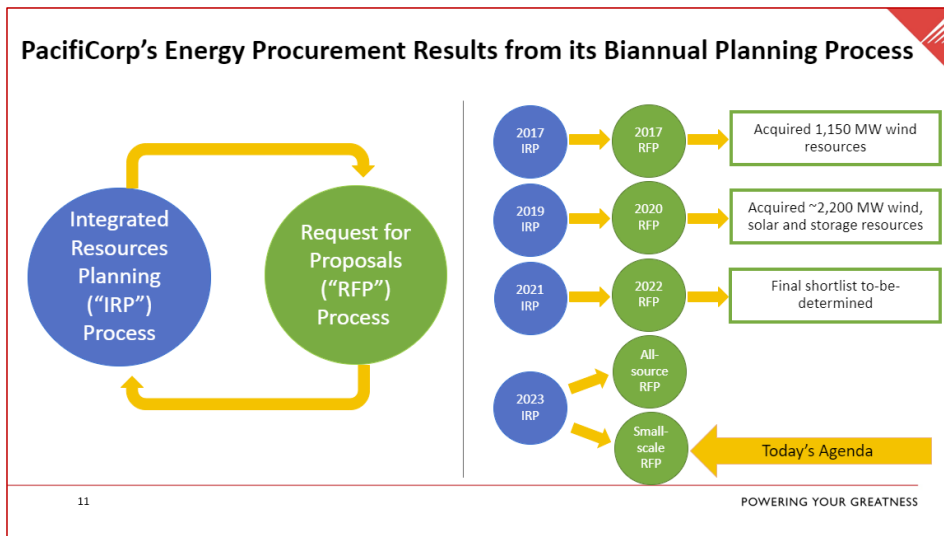 PacifiCorp's Energy Procurement Results from its Biannual Planning Process
Integrated
Resources
Planning
("IRP")
Process
Request for
Proposals
("RFP")
Process
2017
IRP
2017
RFP
Acquired 1,150 MW wind
resources
2019
IRP
2020
RFP
Acquired ~2,200 MW wind,
solar and storage resources
2021
IRP
2022
RFP
Final shortlist to-be-
determined
2023
IRP
All-
source
RFP
Small-
scale
RFP
Today's Agenda
11
POWERING YOUR GREATNESS